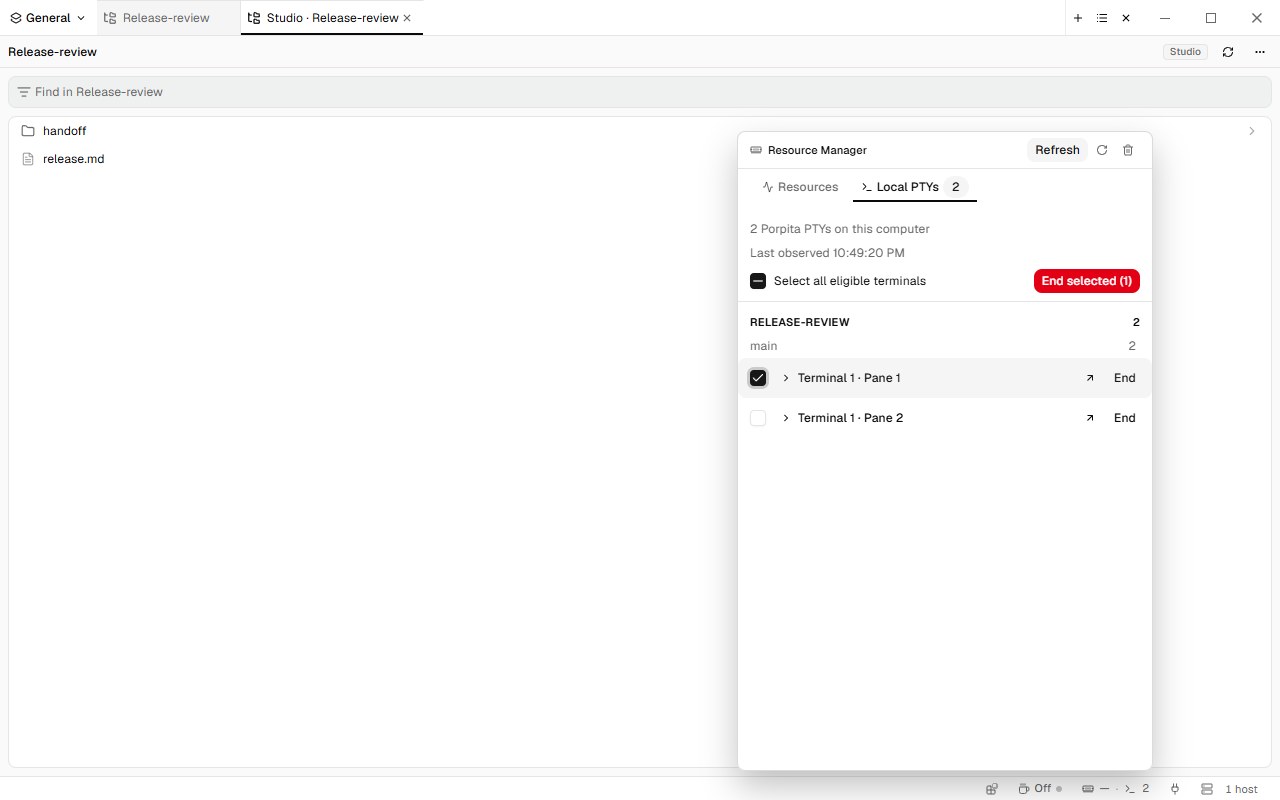 General
Release-review
Studio · Release-review
Release-review
Studio
Find in Release-review
handoff
release.md
Resource Manager
Refresh
Resources
Local PTYs 2
2 Porpita PTYs on this computer
Last observed 10:49:20 PM
Select all eligible terminals
End selected (1)
RELEASE-REVIEW 2
main 2
Terminal 1 · Pane 1 End
Terminal 1 · Pane 2 End
Off — · 2 1 host